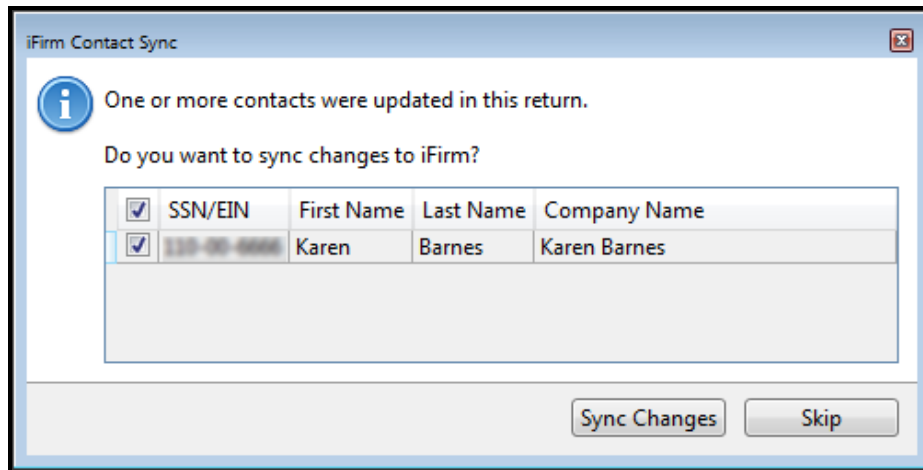 iFirm Contact Sync
One or more contacts were updated in this return.
Do you want to sync changes to iFirm?
SSN/EIN First Name Last Name Company Name
Karen Barnes Karen Barnes
Sync Changes Skip